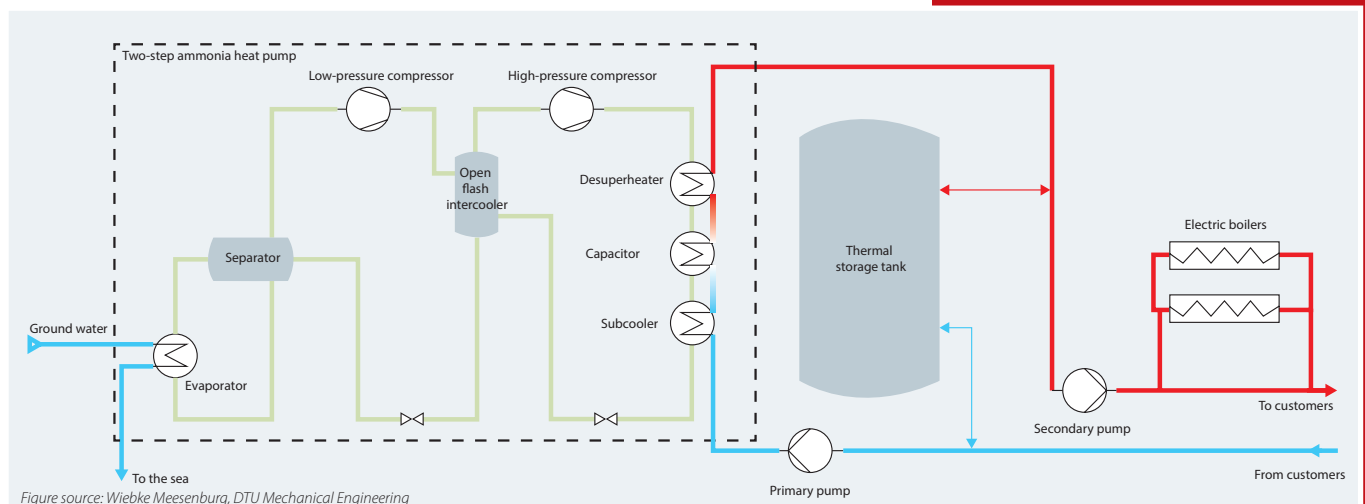 Two-step ammonia heat pump
Low-pressure compressor
High-pressure compressor
Open
flash
intercooler
Desuperheater
Separator
Capacitor
Thermal
storage tank
Electric boilers
Subcooler
Ground water
Evaporator
To customers
Secondary pump
To the sea
From customers
Primary pump
Figure source: Wiebke Meesenburg, DTU Mechanical Engineering